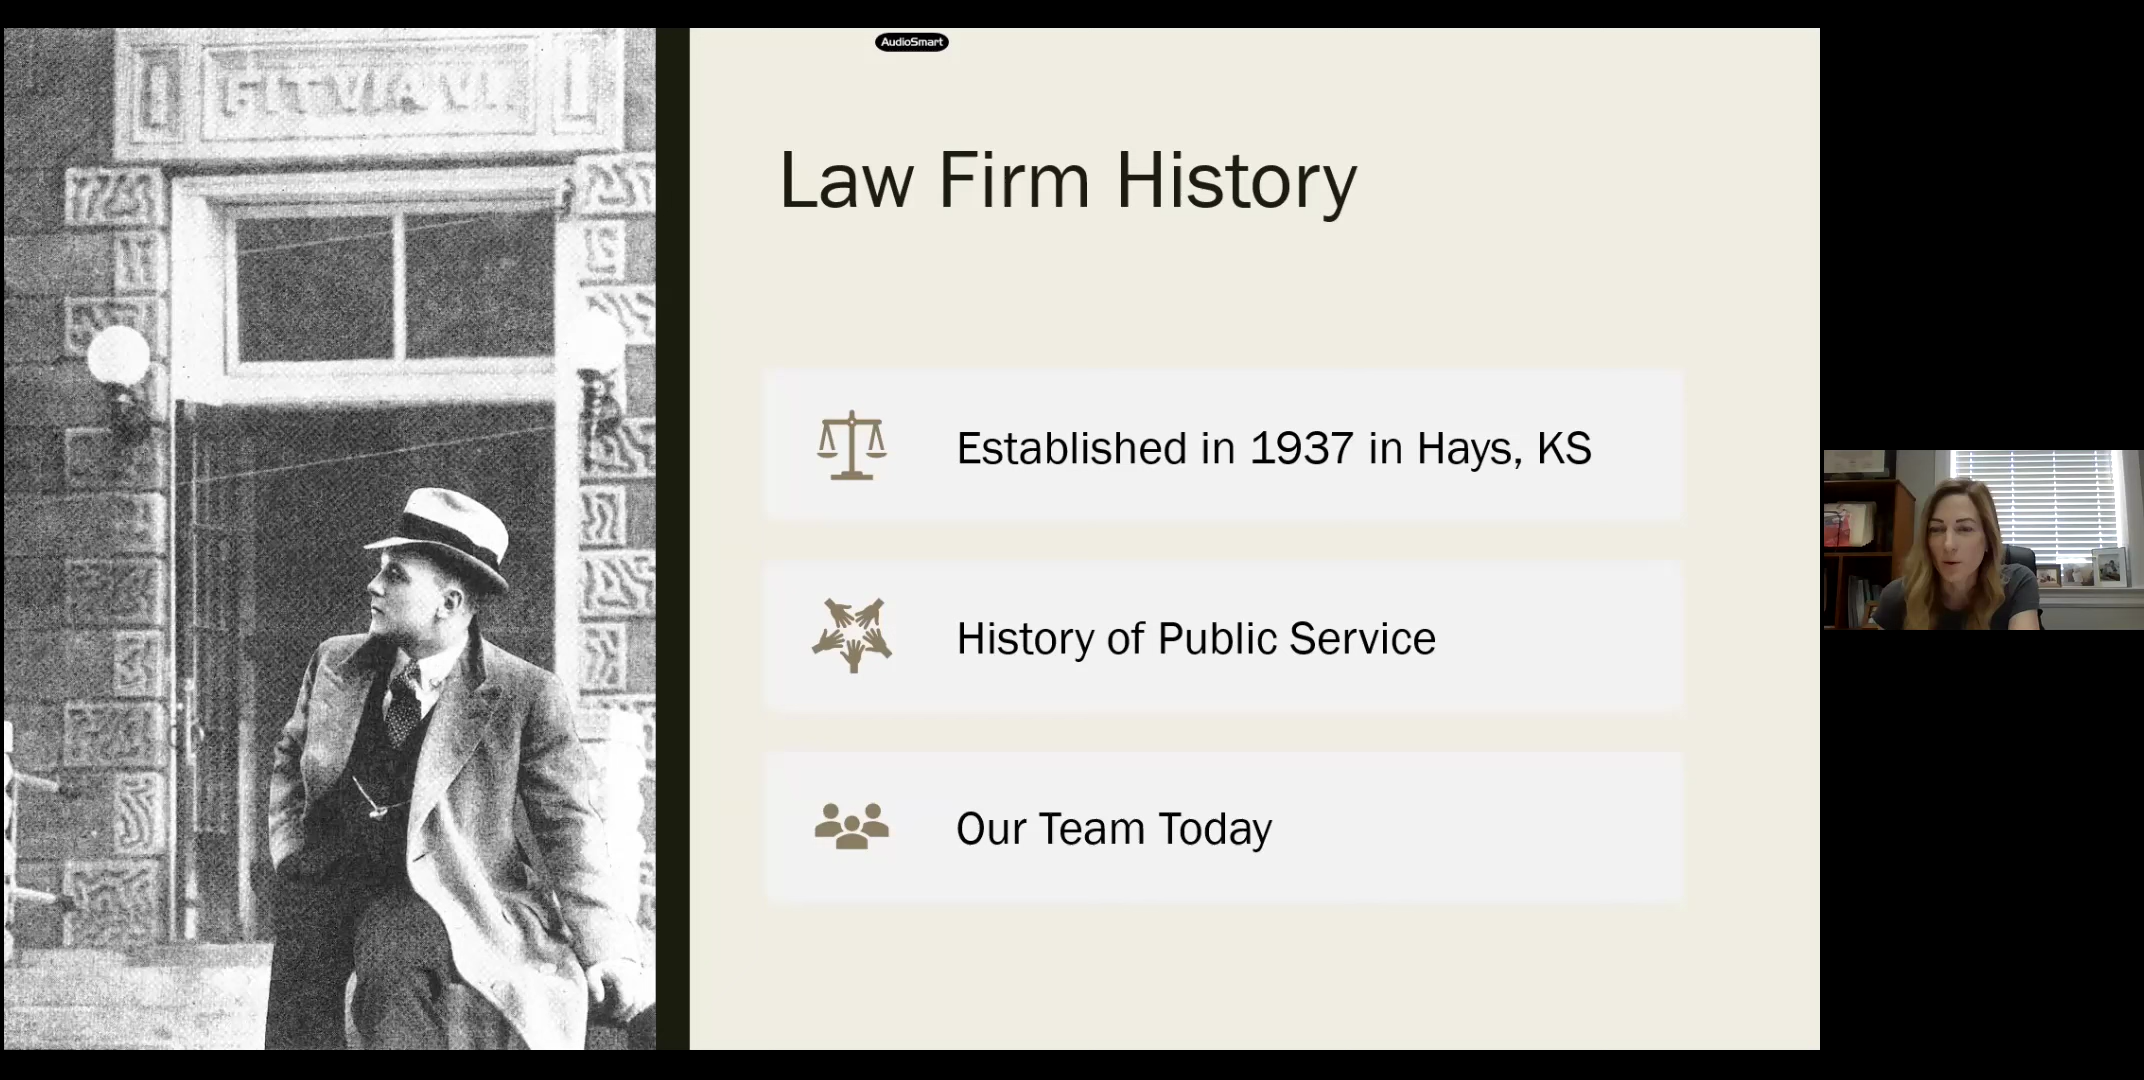 AudioSmart
Law Firm History
Established in 1937 in Hays, KS
History of Public Service
Our Team Today